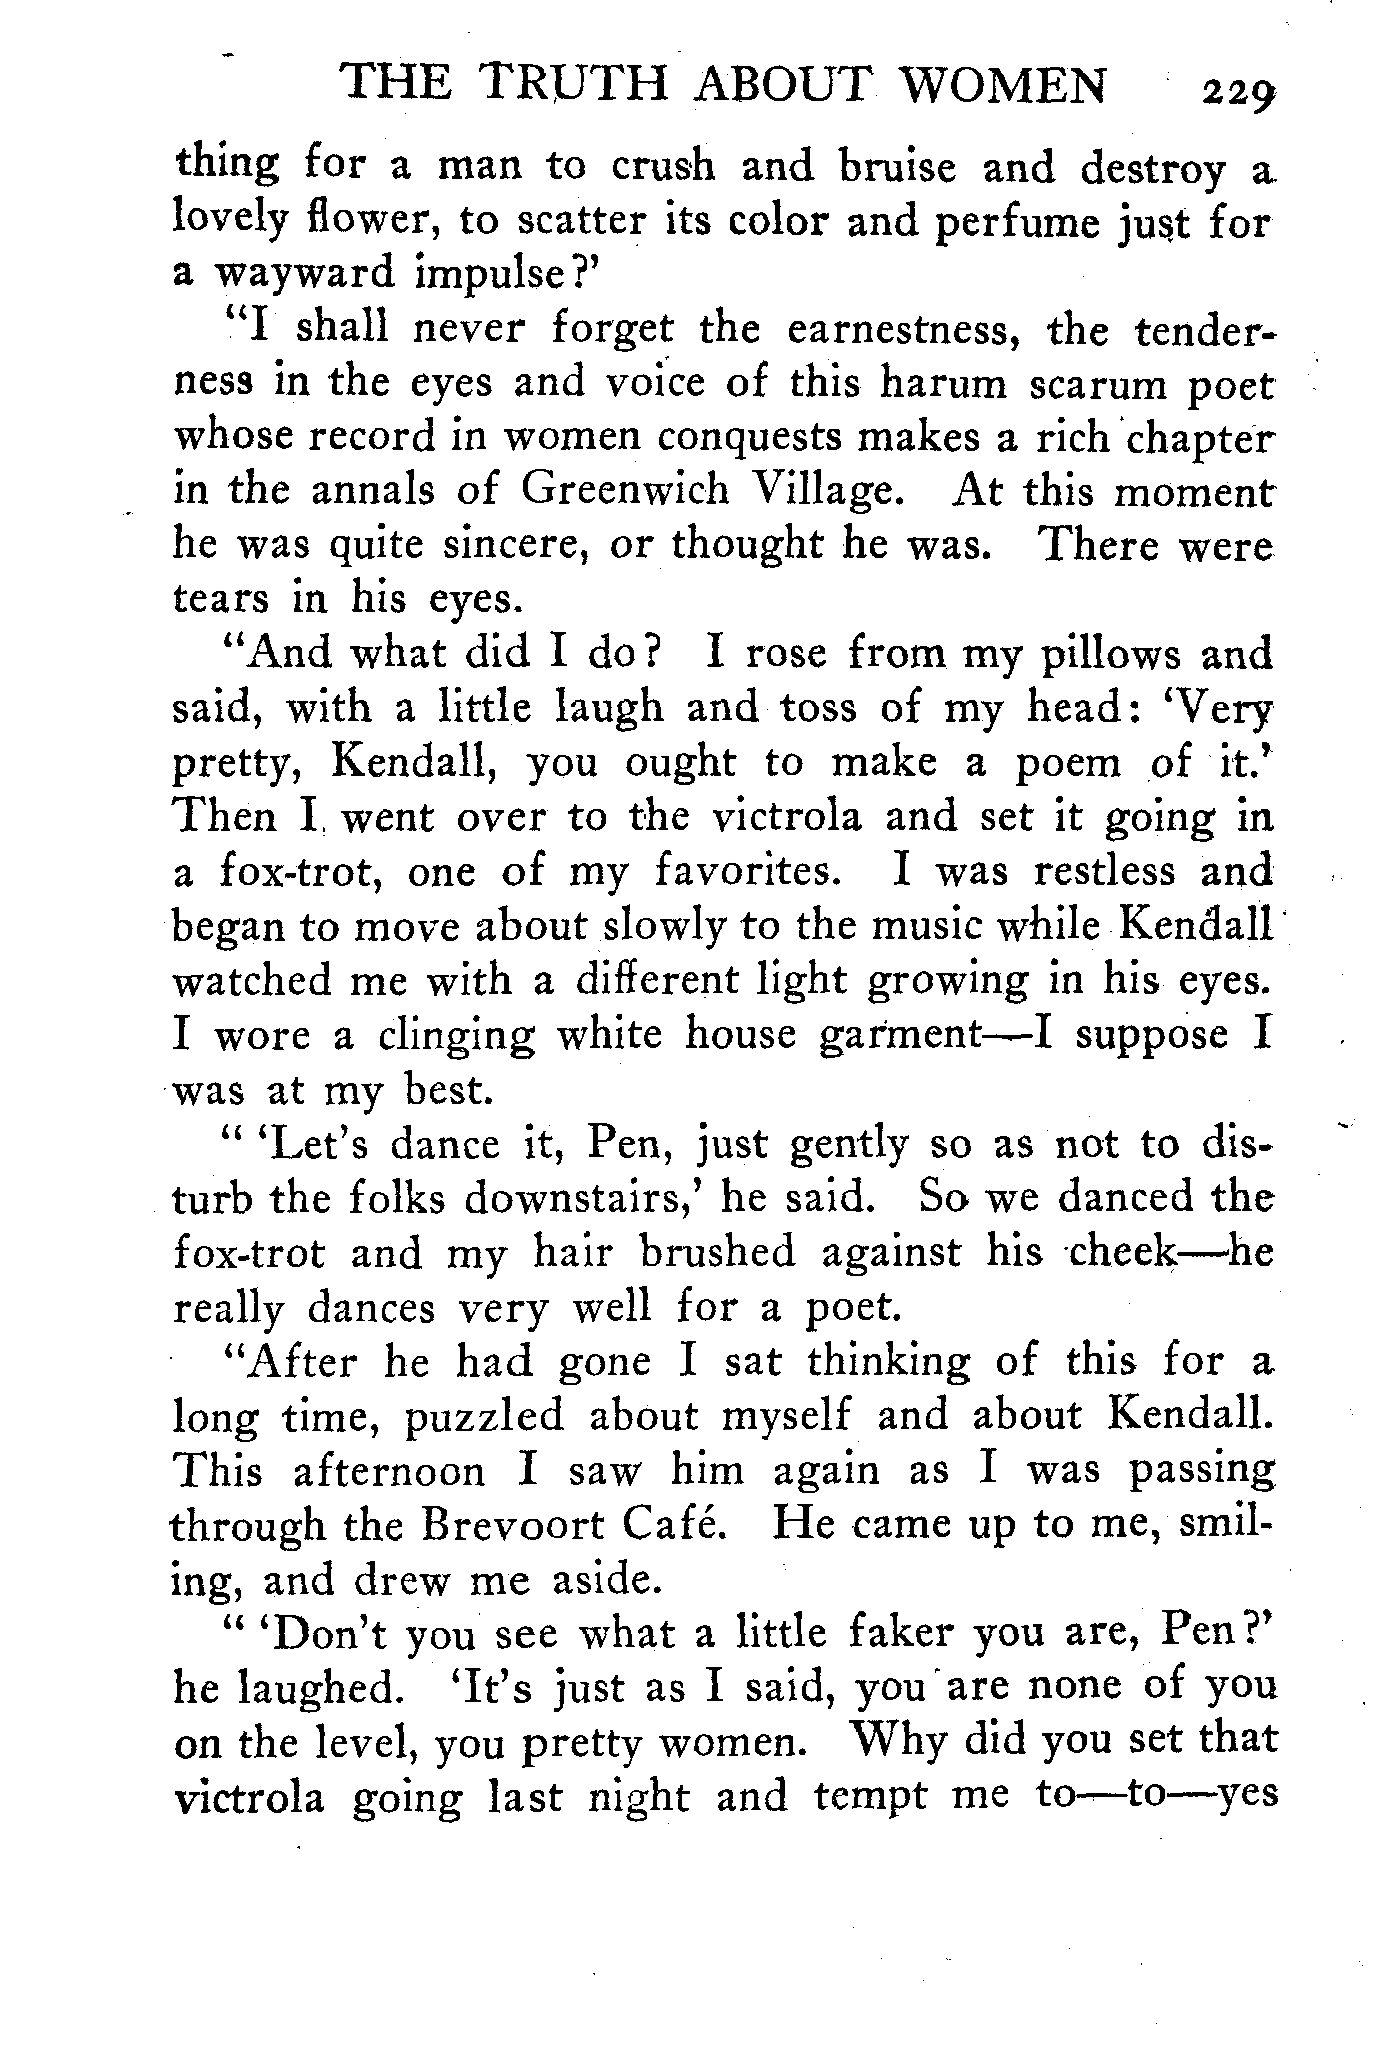 THE TRUTH ABOUT WOMEN 229
thing for a man to crush and bruise and destroy a
lovely flower, to scatter its color and perfume just for
a wayward impulse?'
"I shall never forget the earnestness, the tender-
ness in the eyes and voice of this harum scarum poet
whose record in women conquests makes a rich chapter
in the annals of Greenwich Village. At this moment
he was quite sincere, or thought he was. There were
tears in his eyes.
"And what did I do? I rose from my pillows and
said, with a little laugh and toss of my head: 'Very
pretty, Kendall, you ought to make a poem of it.'
Then I went over to the victrola and set it going in
a fox-trot, one of my favorites. I was restless and
began to move about slowly to the music while Kendall
watched me with a different light growing in his eyes.
I wore a clinging white house garment—I suppose I
was at my best.
" 'Let's dance it, Pen, just gently so as not to dis-
turb the folks downstairs,' he said. So we danced the
fox-trot and my hair brushed against his cheek—he
really dances very well for a poet.
"After he had gone I sat thinking of this for a
long time, puzzled about myself and about Kendall.
This afternoon I saw him again as I was passing
through the Brevoort Café. He came up to me, smil-
ing, and drew me aside.
" 'Don't you see what a little faker you are, Pen?'
he laughed. 'It's just as I said, you are none of you
on the level, you pretty women. Why did you set that
victrola going last night and tempt me to—to—yes